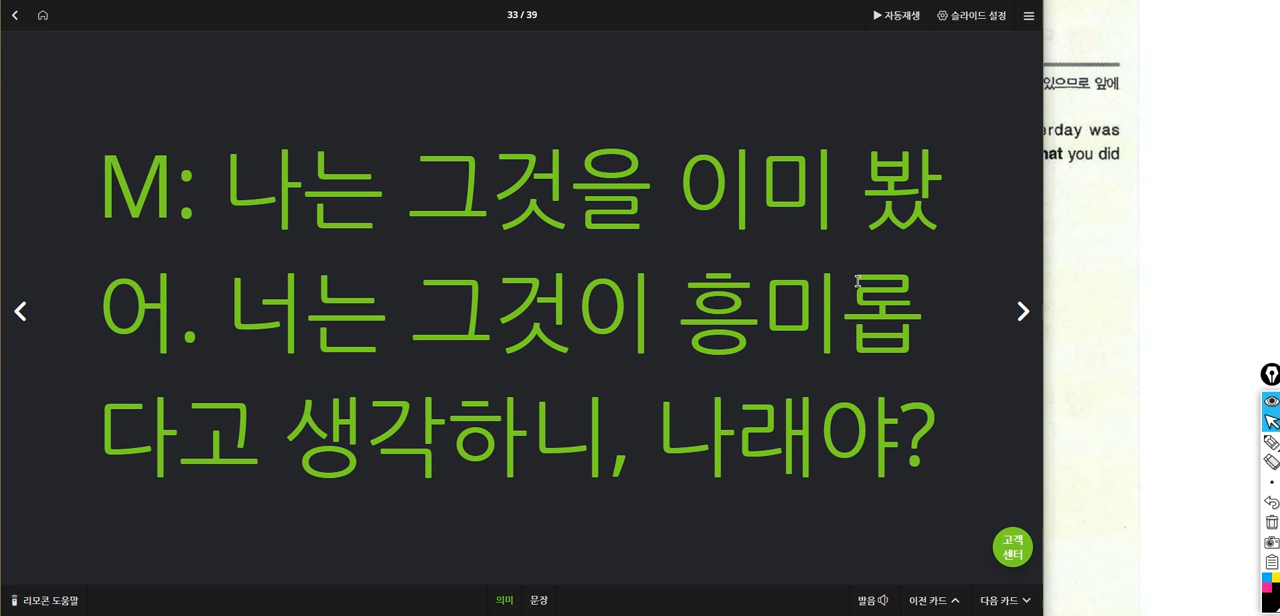 33 / 39
▶ 자동재생
슬라이드 설정
있으므로 앞에
erday was
hat you did
M: 나는 그것을 이미 봤
어. 너는 그것이 흥미롭
다고 생각하니, 나래야?
고객
센터
리모콘 도움말
의미
문장
발음
이전 카드
다음 카드